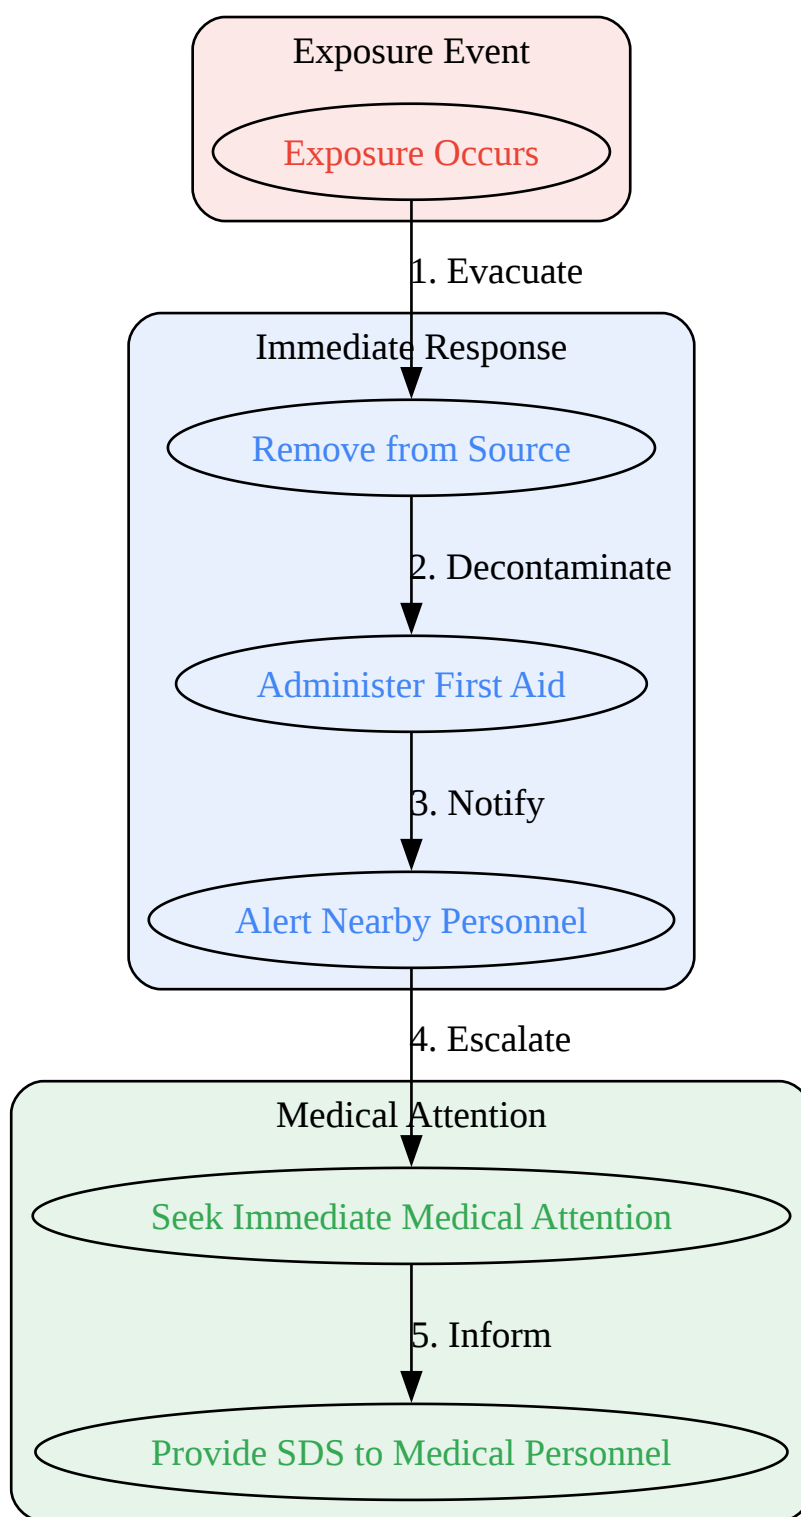 Exposure Event
Exposure Occurs
1. Evacuate
Immediate Response
Remove from Source
2. Decontaminate
Administer First Aid
3. Notify
Alert Nearby Personnel
4. Escalate
Medical Attention
Seek Immediate Medical Attention
5. Inform
Provide SDS to Medical Personnel